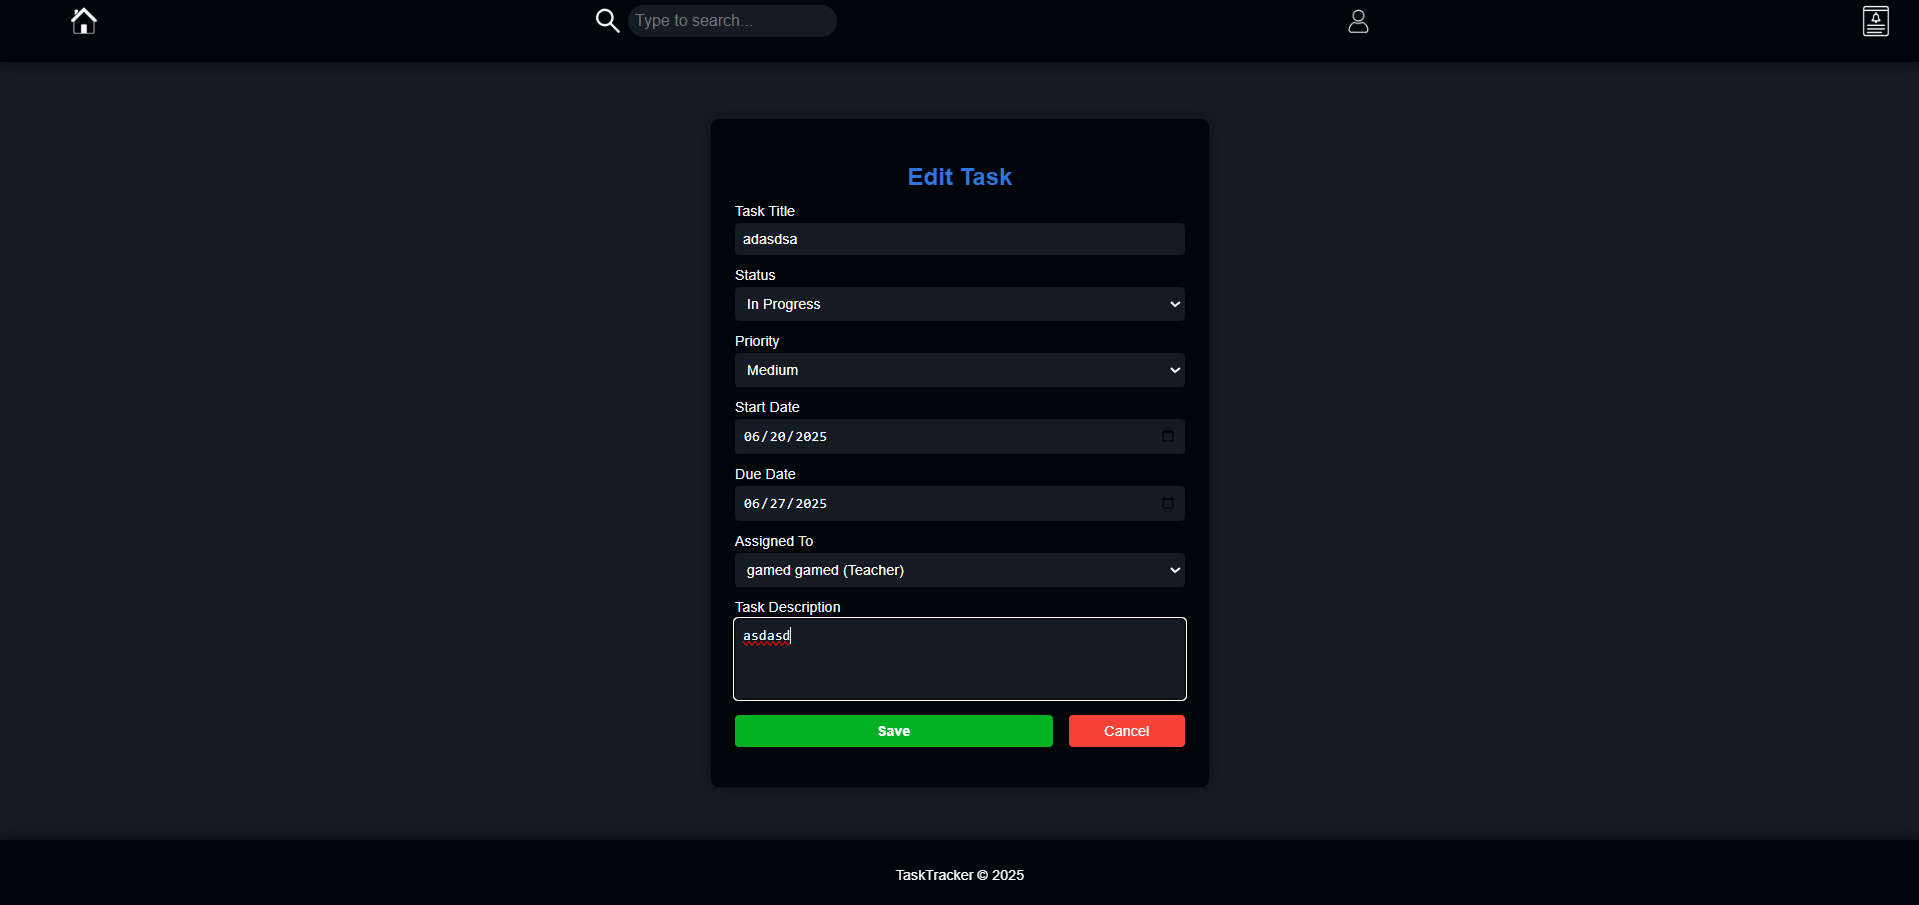 Type to search...
Edit Task
Task Title
adasdsa
Status
In Progress
Priority
Medium
Start Date
06/20/2025
Due Date
06/27/2025
Assigned To
gamed gamed (Teacher)
Task Description
asdasd
Save Cancel
TaskTracker © 2025